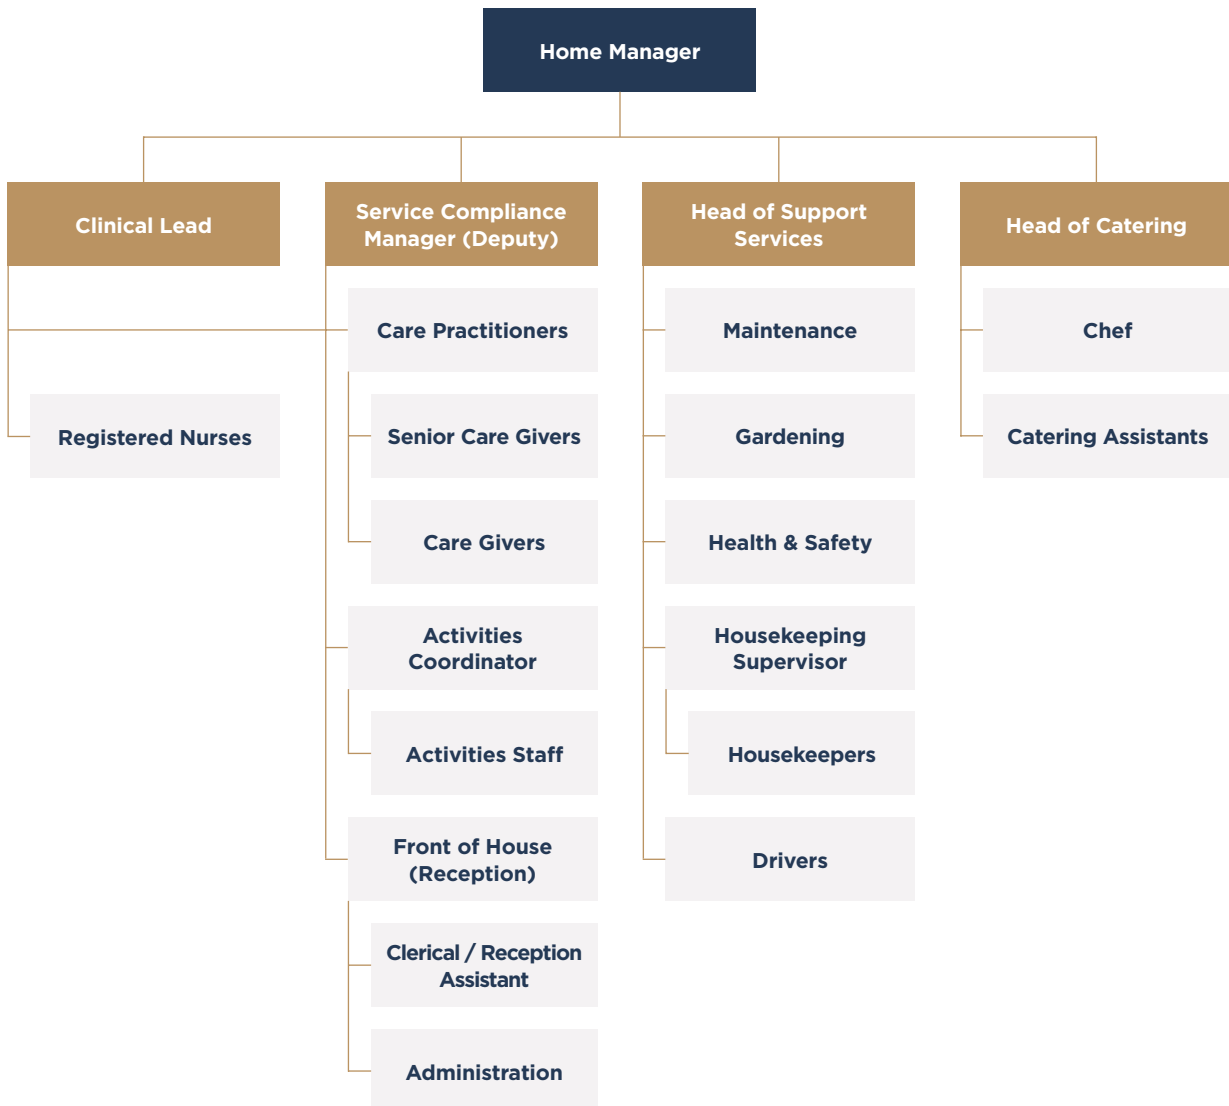 Home Manager
Clinical Lead
Service Compliance
Manager (Deputy)
Head of Support
Services
Head of Catering
Care Practitioners
Maintenance
Chef
Registered Nurses
Senior Care Givers
Gardening
Catering Assistants
Care Givers
Health & Safety
Activities
Coordinator
Housekeeping
Supervisor
Activities Staff
Housekeepers
Front of House
(Reception)
Drivers
Clerical / Reception
Assistant
Administration